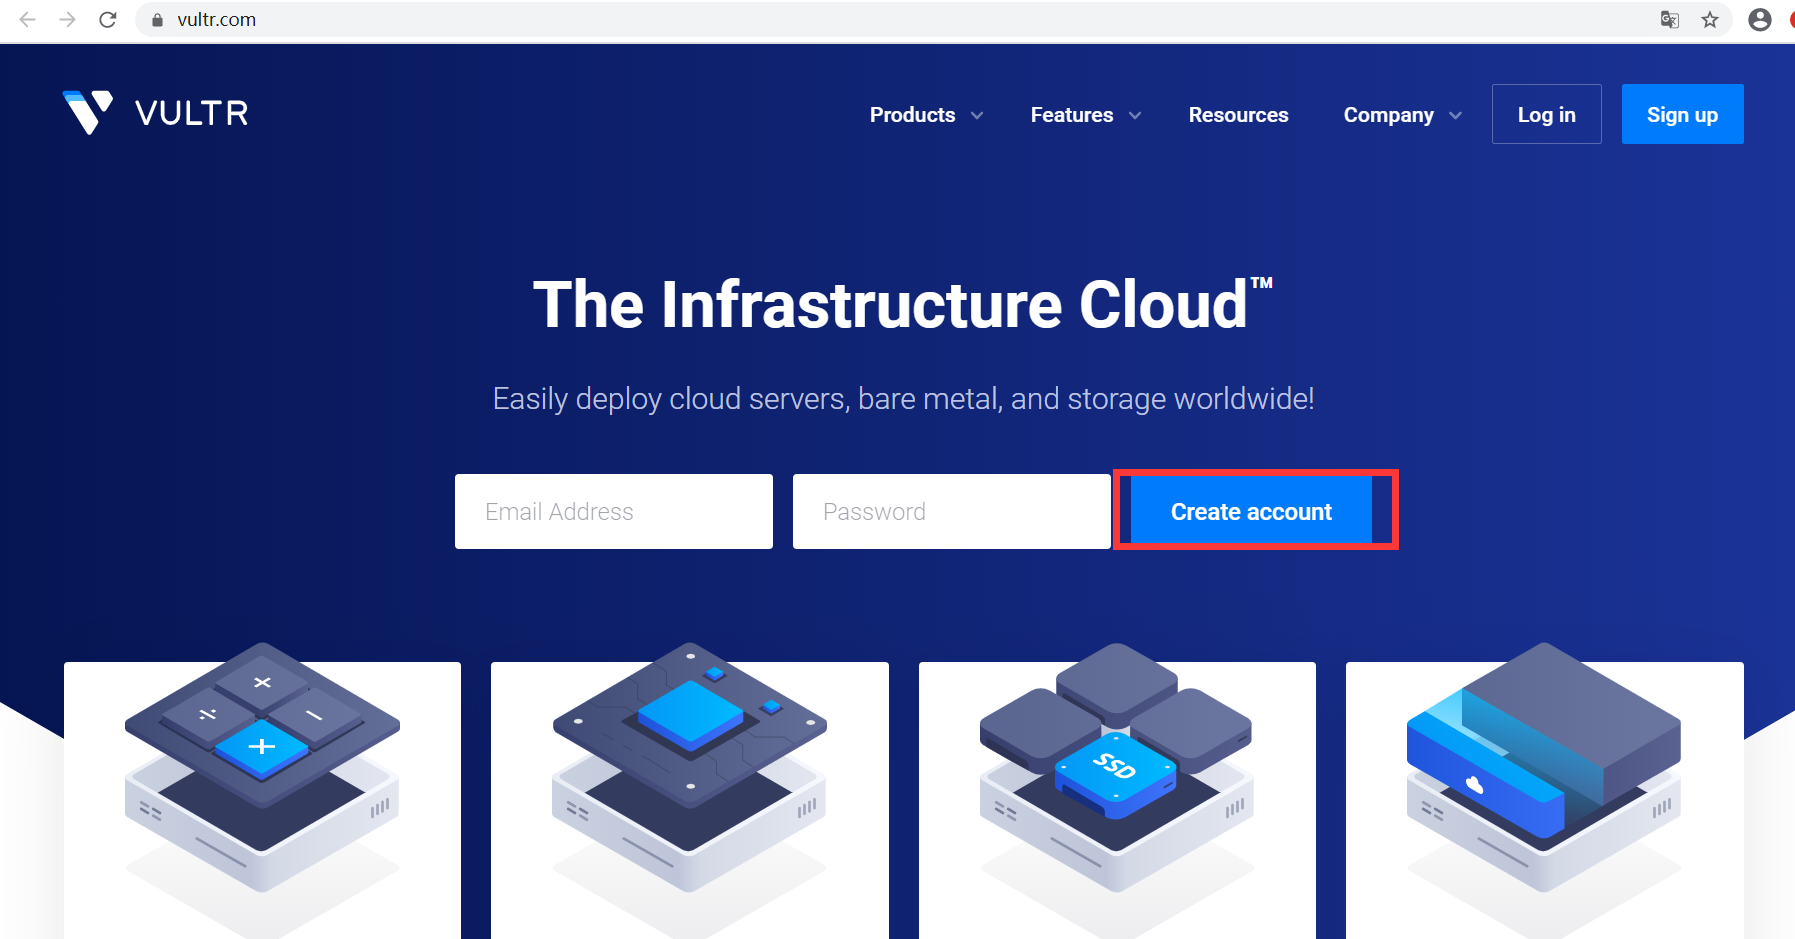 vultr.com
VULTR
Products
Features
Resources
Company
Log in
Sign up
The Infrastructure Cloud™
Easily deploy cloud servers, bare metal, and storage worldwide!
Email Address
Password
Create account
SSD